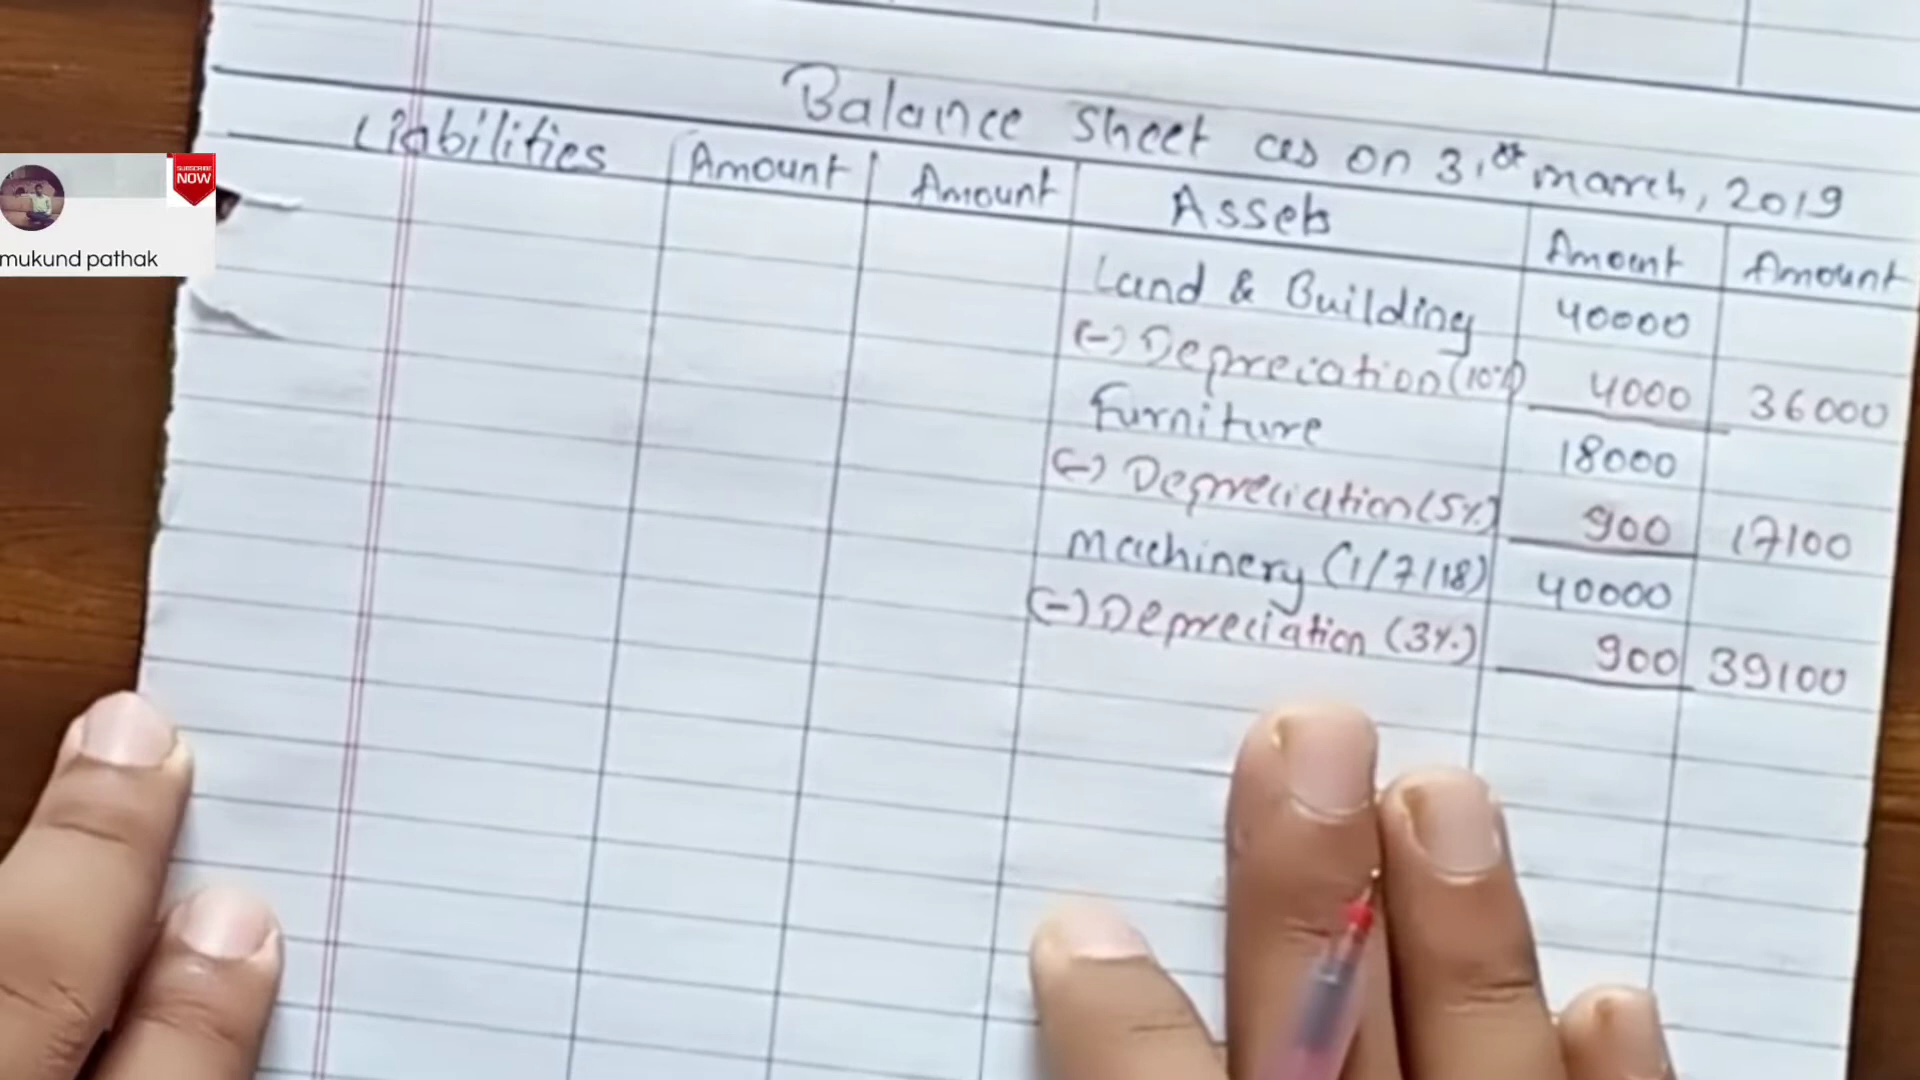 SUBSCRIBE
NOW
mukund pathak
Balance Sheet as on 31st march, 2019
Liabilities Amount Amount Assets Amount Amount
Land & Building 40000
(-) Depreciation (10%) 4000 36000
Furniture 18000
(-) Depreciation (5%) 900 17100
Machinery (1/7/18) 40000
(-) Depreciation (3%) 900 39100